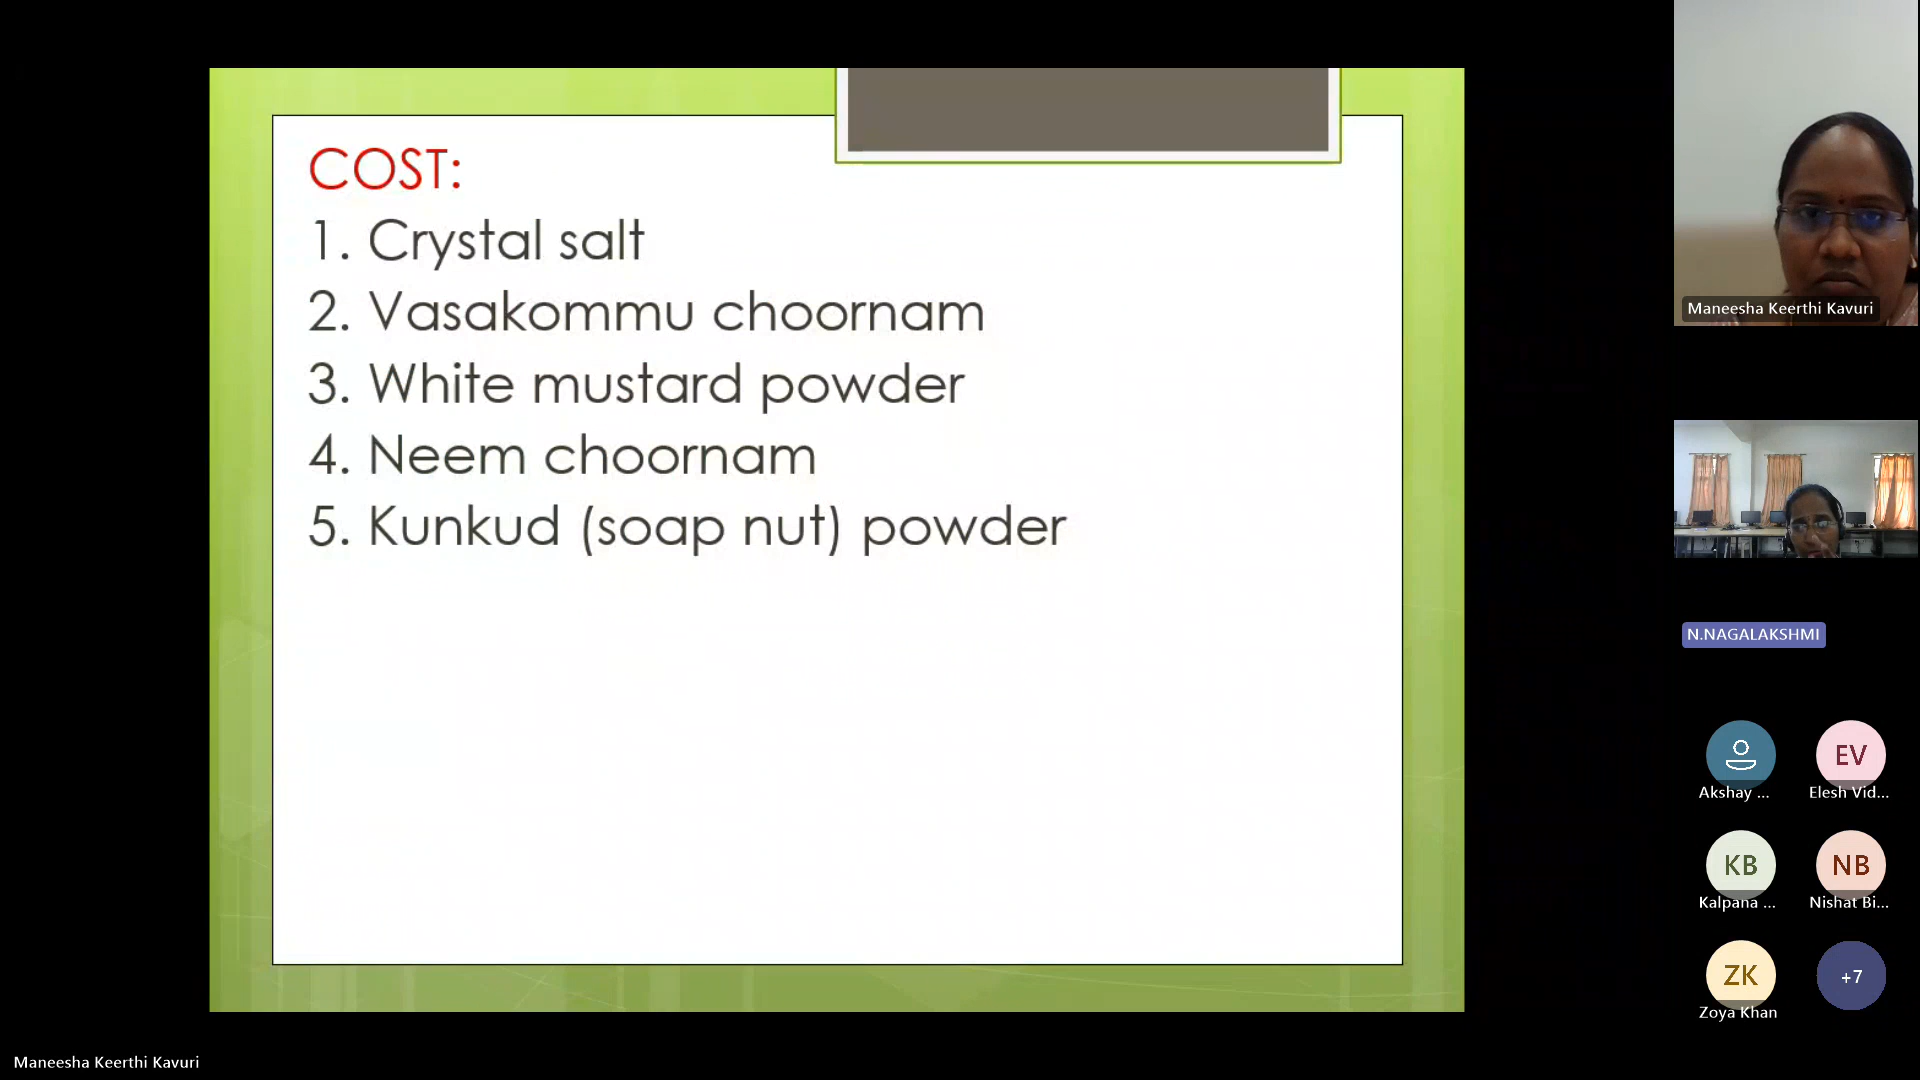 COST:
1. Crystal salt
2. Vasakommu choornam
3. White mustard powder
4. Neem choornam
5. Kunkud (soap nut) powder
Maneesha Keerthi Kavuri
N.NAGALAKSHMI
EV
Akshay ...
Elesh Vid...
KB
NB
Kalpana ...
Nishat Bi...
ZK
+7
Zoya Khan
Maneesha Keerthi Kavuri